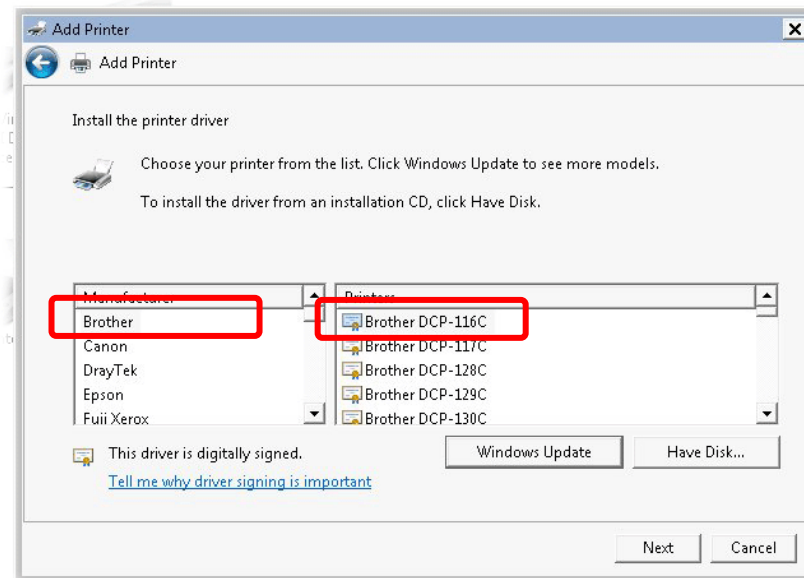 Add Printer
Add Printer
Install the printer driver
Choose your printer from the list. Click Windows Update to see more models.
To install the driver from an installation CD, click Have Disk.
Manufacturer
Printers
Brother
Brother DCP-116C
Canon
Brother DCP-117C
DrayTek
Brother DCP-128C
Epson
Brother DCP-129C
Fuji Xerox
Brother DCP-130C
This driver is digitally signed.
Windows Update
Have Disk...
Tell me why driver signing is important
Next
Cancel